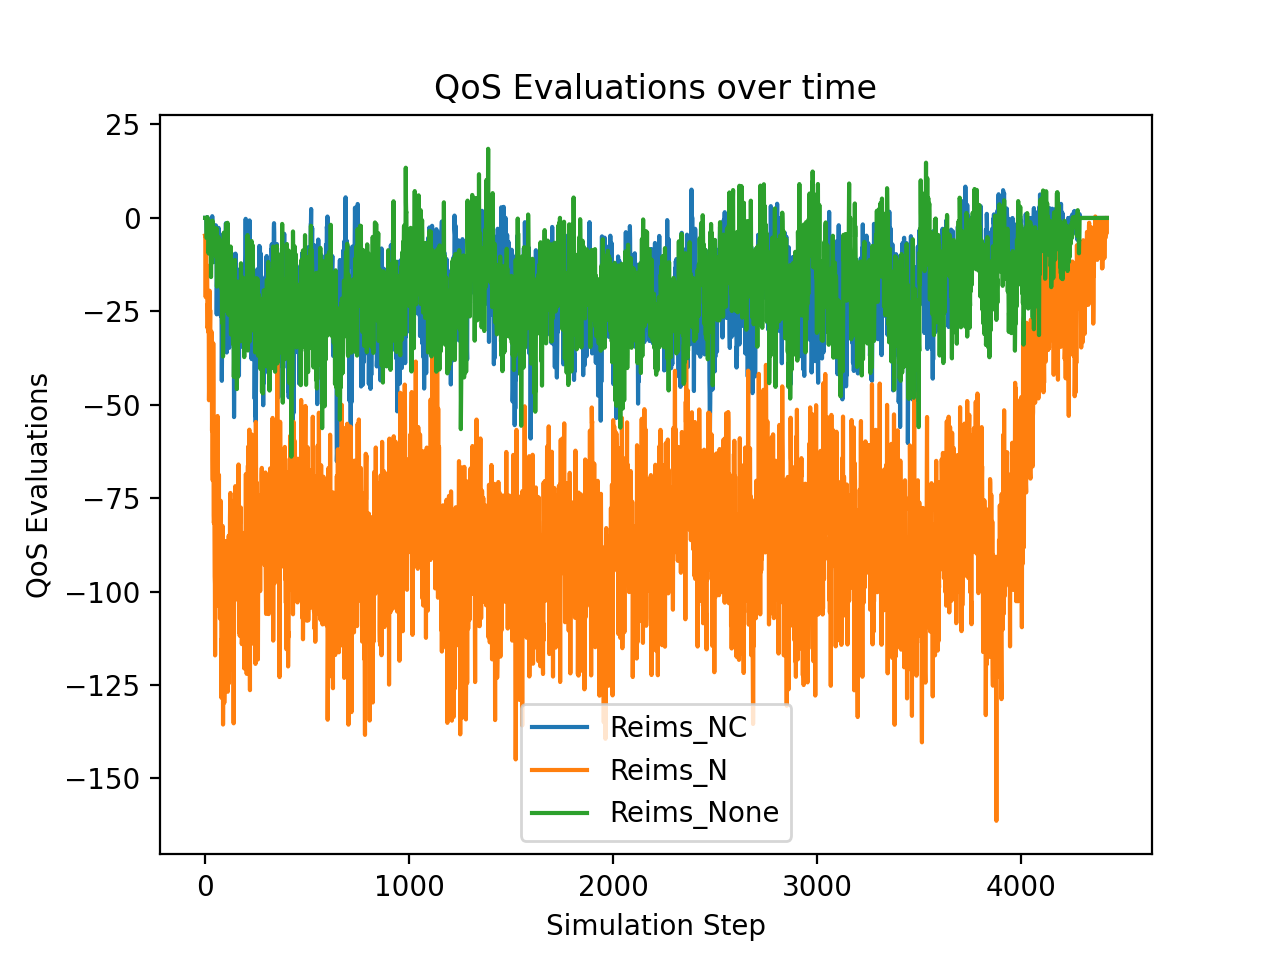 QoS Evaluations over time
QoS Evaluations
25
0
−25
−50
−75
−100
−125
−150
Reims_NC
Reims_N
Reims_None
0 1000 2000 3000 4000
Simulation Step